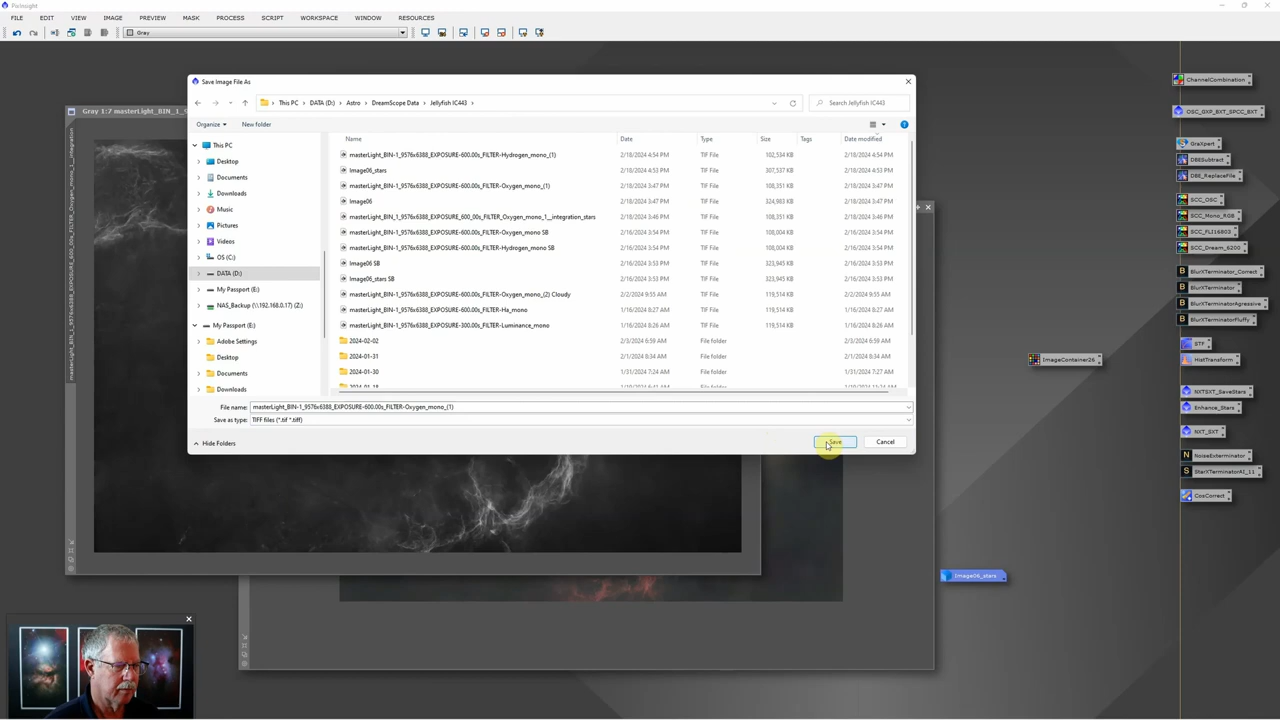 PixInsight
FILE EDIT VIEW IMAGE PREVIEW MASK PROCESS SCRIPT WORKSPACE WINDOW RESOURCES
Gray
ChannelCombination
OSC_GXP_BXT_SPCC_BXT
GraXpert
DBESubtract
DBE_ReplaceFile
SCC_OSC
SCC_Mono_RGB
SCC_FLI16803
SCC_Dream_6200
BlurXTerminator_Correct
BlurXTerminator
BlurXTerminatorAgressive
BlurXTerminatorFluffy
STF
HistTransform
NXTSXT_SaveStars
Enhance_Stars
NXT_SXT
NoiseExterminator
StarXTerminatorAI_11
CosCorrect
ImageContainer26
Image06_stars
Gray 1:7 masterLight_BIN_1_9
masterLight_BIN_1_9576x6388_EXPOSURE_600_00s_FILTER_Oxygen_mono_1__integration
Save Image File As
This PC > DATA (D:) > Astro > DreamScope Data > Jellyfish IC443 >
Search Jellyfish IC443
Organize New folder
This PC
Desktop
Documents
Downloads
Music
Pictures
Videos
OS (C:)
DATA (D:)
My Passport (E:)
NAS_Backup (\\192.168.0.17) (Z:)
My Passport (E:)
Adobe Settings
Desktop
Documents
Downloads
Name Date Type Size Tags Date modified
masterLight_BIN-1_9576x6388_EXPOSURE-600.00s_FILTER-Hydrogen_mono_(1) 2/18/2024 4:54 PM TIF File 102,534 KB 2/18/2024 4:54 PM
Image06_stars 2/18/2024 4:54 PM TIF File 307,537 KB 2/18/2024 4:54 PM
masterLight_BIN-1_9576x6388_EXPOSURE-600.00s_FILTER-Oxygen_mono_(1) 2/18/2024 3:47 PM TIF File 108,351 KB 2/18/2024 3:47 PM
Image06 2/18/2024 3:47 PM TIF File 324,983 KB 2/18/2024 3:47 PM
masterLight_BIN-1_9576x6388_EXPOSURE-600_00s_FILTER_Oxygen_mono_1__integration_stars 2/18/2024 3:46 PM TIF File 108,351 KB 2/18/2024 3:46 PM
masterLight_BIN-1_9576x6388_EXPOSURE-600.00s_FILTER-Oxygen_mono SB 2/16/2024 3:54 PM TIF File 108,004 KB 2/16/2024 3:54 PM
masterLight_BIN-1_9576x6388_EXPOSURE-600.00s_FILTER-Hydrogen_mono SB 2/16/2024 3:54 PM TIF File 108,004 KB 2/16/2024 3:54 PM
Image06 SB 2/16/2024 3:54 PM TIF File 323,945 KB 2/16/2024 3:54 PM
Image06_stars SB 2/16/2024 3:54 PM TIF File 323,945 KB 2/16/2024 3:54 PM
masterLight_BIN-1_9576x6388_EXPOSURE-600.00s_FILTER-Oxygen_mono_(2) Cloudy 2/2/2024 9:55 AM TIF File 119,514 KB 2/2/2024 9:55 AM
masterLight_BIN-1_9576x6388_EXPOSURE-600.00s_FILTER-Ha_mono 1/16/2024 8:27 AM TIF File 119,514 KB 1/16/2024 8:27 AM
masterLight_BIN-1_9576x6388_EXPOSURE-300.00s_FILTER-Luminance_mono 1/16/2024 8:26 AM TIF File 119,514 KB 1/16/2024 8:26 AM
2024-02-02 2/3/2024 6:59 AM File folder 2/3/2024 6:59 AM
2024-01-31 2/1/2024 8:34 AM File folder 2/1/2024 8:34 AM
2024-01-30 1/31/2024 7:24 AM File folder 1/31/2024 7:27 AM
File name: masterLight_BIN-1_9576x6388_EXPOSURE-600.00s_FILTER-Oxygen_mono_(1)
Save as type: TIFF files (*.tif *.tiff)
Hide Folders Save Cancel